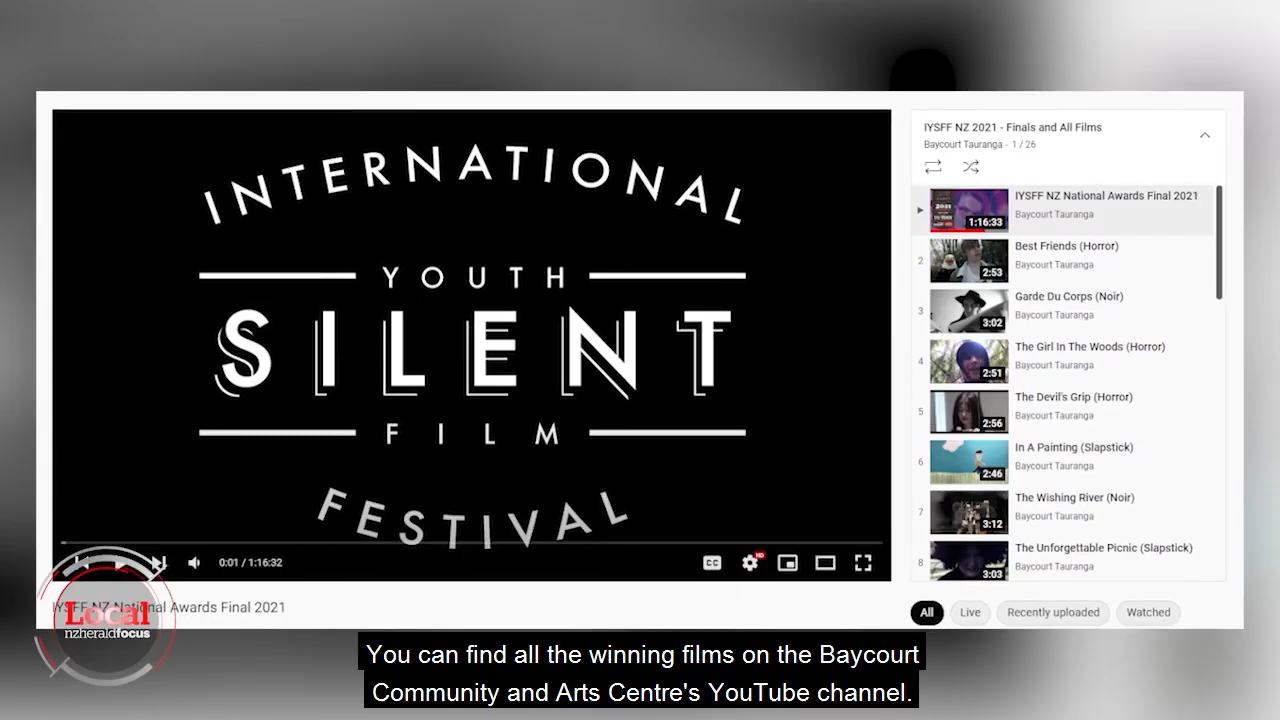 INTERNATIONAL
YOUTH
SILENT
FILM
FESTIVAL
CC
HD
0:01 / 1:16:32
IYSFF NZ National Awards Final 2021
IYSFF NZ 2021 - Finals and All Films
Baycourt Tauranga - 1 / 26
1:16:33
IYSFF NZ National Awards Final 2021
Baycourt Tauranga
2
2:53
Best Friends (Horror)
Baycourt Tauranga
3
3:02
Garde Du Corps (Noir)
Baycourt Tauranga
4
2:51
The Girl In The Woods (Horror)
Baycourt Tauranga
5
2:56
The Devil's Grip (Horror)
Baycourt Tauranga
6
2:46
In A Painting (Slapstick)
Baycourt Tauranga
7
3:12
The Wishing River (Noir)
Baycourt Tauranga
8
3:03
The Unforgettable Picnic (Slapstick)
Baycourt Tauranga
All Live Recently uploaded Watched
Local
nzheraldfocus
You can find all the winning films on the Baycourt
Community and Arts Centre's YouTube channel.